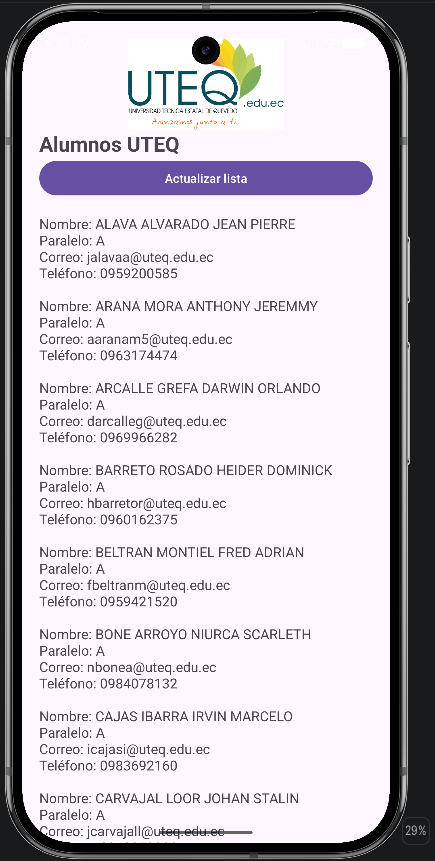 UTEQ
.edu.ec
UNIVERSIDAD TECNICA ESTATAL DE QUEVEDO
Alumnos UTEQ
Actualizar lista
Nombre: ALAVA ALVARADO JEAN PIERRE
Paralelo: A
Correo: jalavaa@uteq.edu.ec
Teléfono: 0959200585
Nombre: ARANA MORA ANTHONY JEREMMY
Paralelo: A
Correo: aaranam5@uteq.edu.ec
Teléfono: 0963174474
Nombre: ARCALLE GREFA DARWIN ORLANDO
Paralelo: A
Correo: darcalleg@uteq.edu.ec
Teléfono: 0969966282
Nombre: BARRETO ROSADO HEIDER DOMINICK
Paralelo: A
Correo: hbarretor@uteq.edu.ec
Teléfono: 0960162375
Nombre: BELTRAN MONTIEL FRED ADRIAN
Paralelo: A
Correo: fbeltranm@uteq.edu.ec
Teléfono: 0959421520
Nombre: BONE ARROYO NIURCA SCARLETH
Paralelo: A
Correo: nbonea@uteq.edu.ec
Teléfono: 0984078132
Nombre: CAJAS IBARRA IRVIN MARCELO
Paralelo: A
Correo: icajasi@uteq.edu.ec
Teléfono: 0983692160
Nombre: CARVAJAL LOOR JOHAN STALIN
Paralelo: A
Correo: jcarvajall@uteq.edu.ec
29%